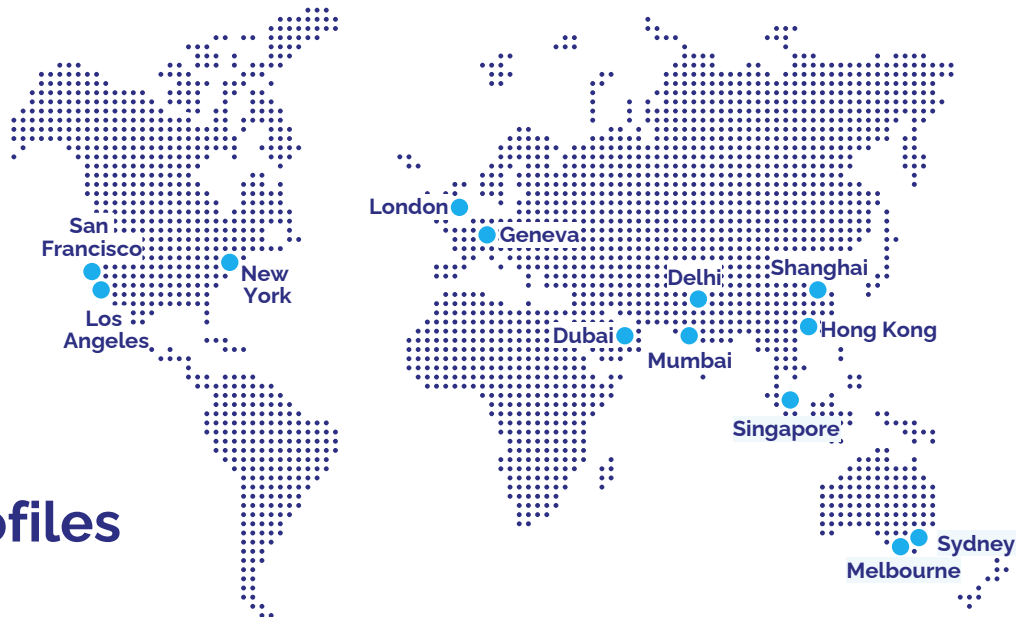 London
San
Francisco
Geneva
New
York
Delhi
Shanghai
Los
Angeles
Dubai
Hong Kong
Mumbai
Singapore
ofiles
Sydney
Melbourne